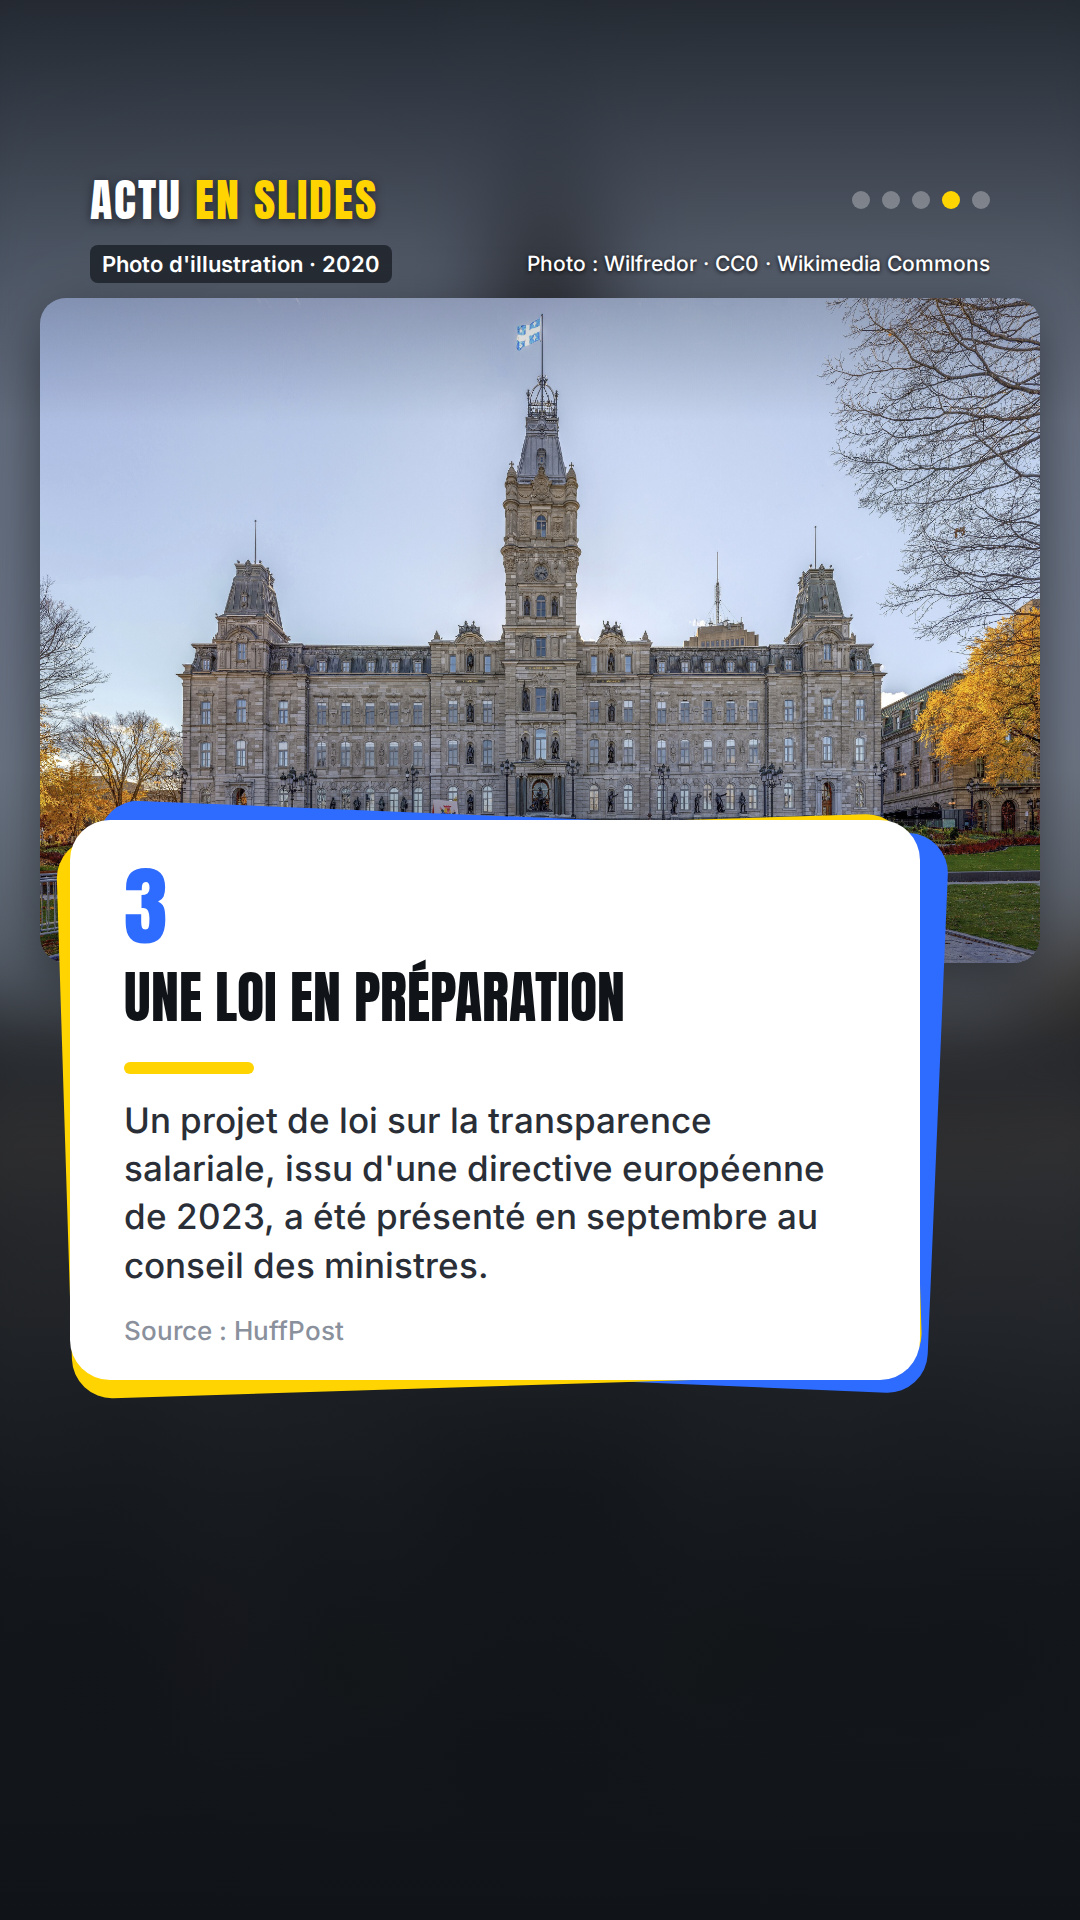 ACTU EN SLIDES
Photo d'illustration · 2020
Photo : Wilfredor · CC0 · Wikimedia Commons
3
UNE LOI EN PRÉPARATION
Un projet de loi sur la transparence
salariale, issu d'une directive européenne
de 2023, a été présenté en septembre au
conseil des ministres.
Source : HuffPost